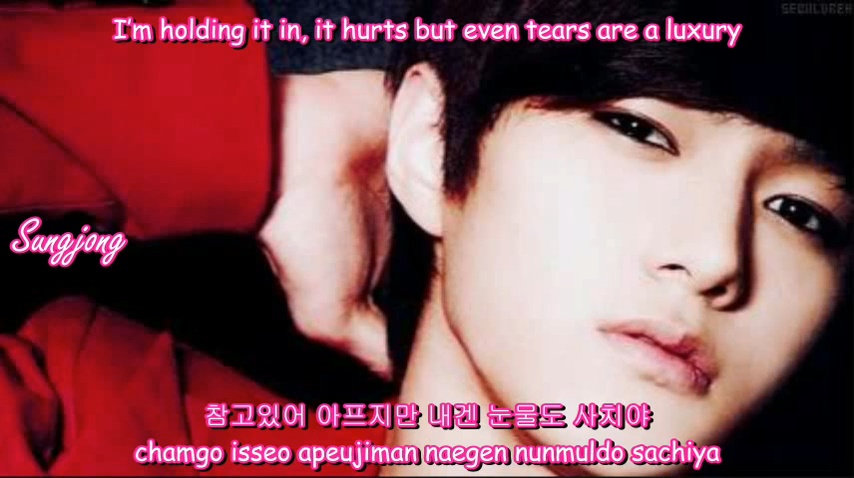 I'm holding it in, it hurts but even tears are a luxury
SEOULDREA
Sungjong
참고있어 아프지만 내겐 눈물도 사치야
chamgo isseo apeujiman naegen nunmuldo sachiya